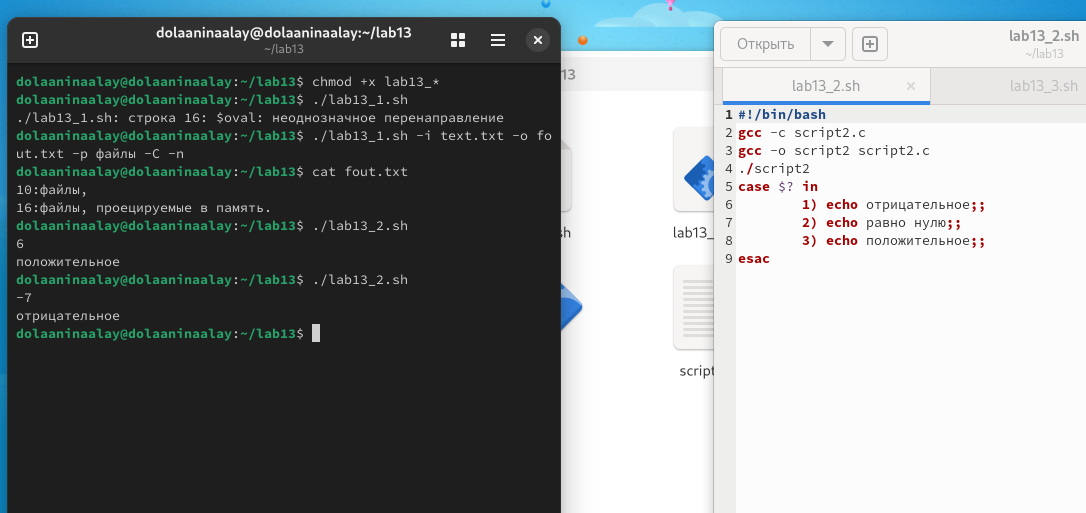 dolaaninaalay@dolaaninaalay:~/lab13
~/lab13
dolaaninaalay@dolaaninaalay:~/lab13$ chmod +x lab13_*
dolaaninaalay@dolaaninaalay:~/lab13$ ./lab13_1.sh
./lab13_1.sh: строка 16: $oval: неоднозначное перенаправление
dolaaninaalay@dolaaninaalay:~/lab13$ ./lab13_1.sh -i text.txt -o fo
ut.txt -p файлы -C -n
dolaaninaalay@dolaaninaalay:~/lab13$ cat fout.txt
10:файлы,
16:файлы, проецируемые в память.
dolaaninaalay@dolaaninaalay:~/lab13$ ./lab13_2.sh
6
положительное
dolaaninaalay@dolaaninaalay:~/lab13$ ./lab13_2.sh
-7
отрицательное
dolaaninaalay@dolaaninaalay:~/lab13$
13
sh
lab13_
script
Открыть
lab13_2.sh
~/lab13
lab13_2.sh
lab13_3.sh
1 #!/bin/bash
2 gcc -c script2.c
3 gcc -o script2 script2.c
4 ./script2
5 case $? in
6 1) echo отрицательное;;
7 2) echo равно нулю;;
8 3) echo положительное;;
9 esac